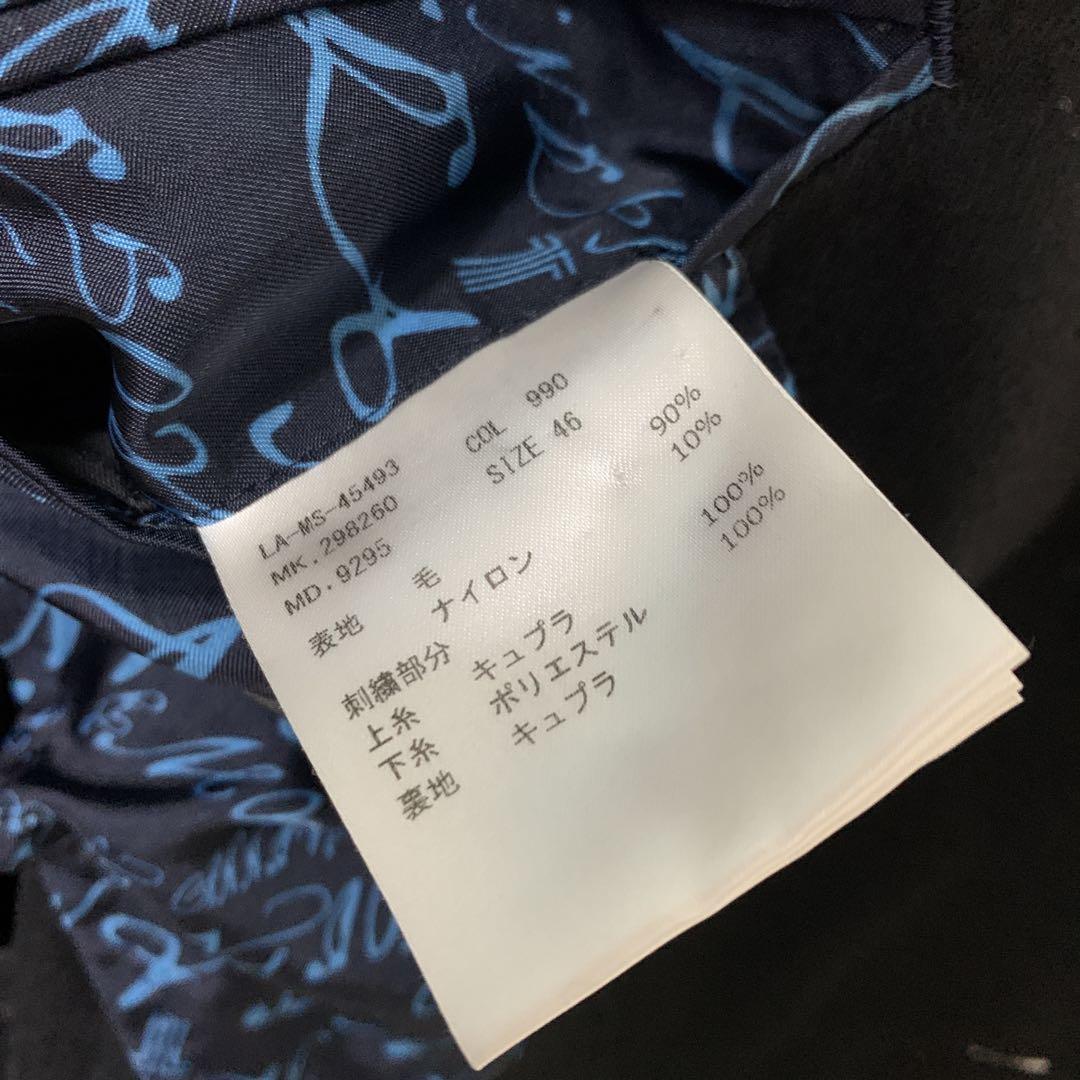 LA-MS-45493 COL 990
MK.298260 SIZE 46
MD.9295
表地 毛 90%
ナイロン 10%
刺繍部分
上糸 キュプラ 100%
下糸 ポリエステル 100%
裏地 キュプラ